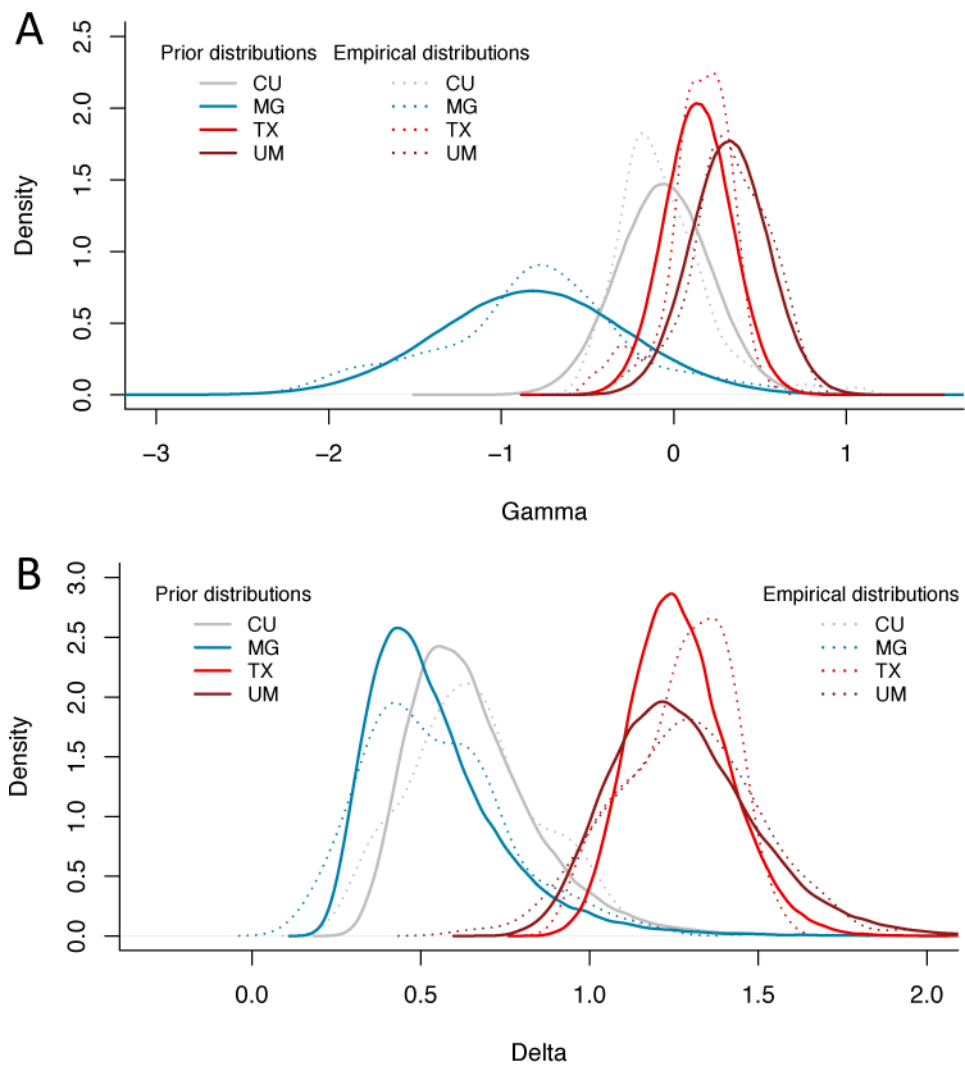 A
Prior distributions Empirical distributions
CU CU
MG MG
TX TX
UM UM
Density
0.0 0.5 1.0 1.5 2.0 2.5
−3 −2 −1 0 1
Gamma
B
Prior distributions Empirical distributions
CU CU
MG MG
TX TX
UM UM
Density
0.0 0.5 1.0 1.5 2.0 2.5 3.0
0.0 0.5 1.0 1.5 2.0
Delta